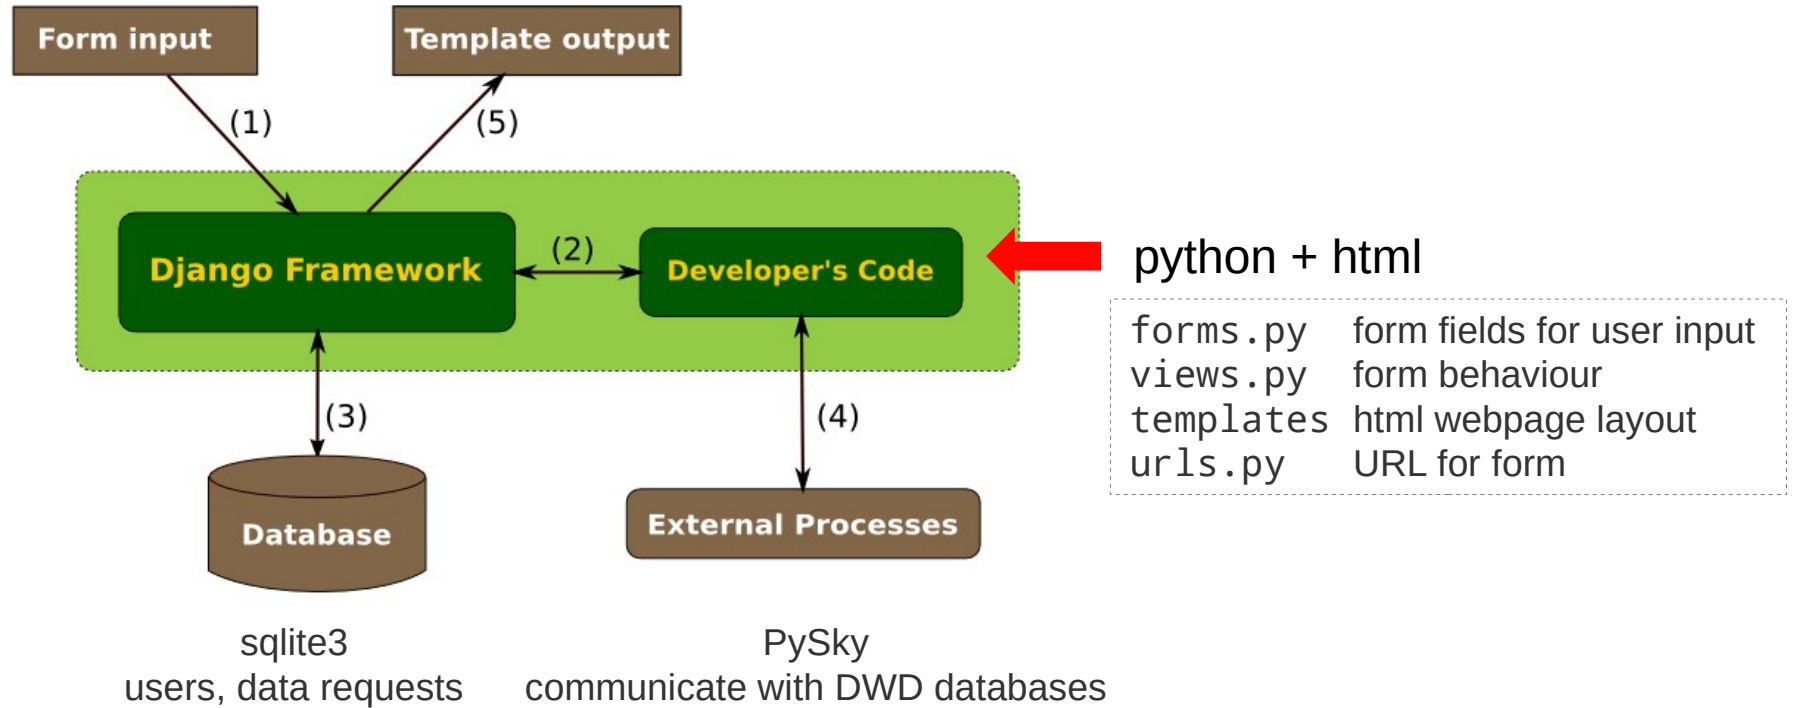 Form input
Template output
(1)
(5)
Django Framework
(2)
Developer's Code
python + html
forms.py form fields for user input
views.py form behaviour
templates html webpage layout
urls.py URL for form
(3)
(4)
Database
External Processes
sqlite3
users, data requests
PySky
communicate with DWD databases